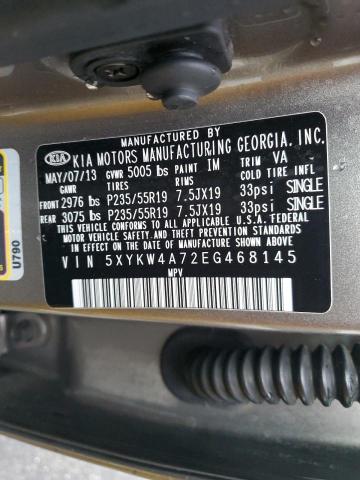 MANUFACTURED BY
KIA KIA MOTORS MANUFACTURING GEORGIA, INC.
MAY/07/13 GVWR 5005 lbs PAINT IM TRIM VA
GAWR TIRES RIMS COLD TIRE INFL
FRONT 2976 lbs P235/55R19 7.5JX19 33psi SINGLE
REAR 3075 lbs P235/55R19 7.5JX19 33psi SINGLE
THIS VEHICLE CONFORMS TO ALL APPLICABLE U.S.A. FEDERAL
MOTOR VEHICLE SAFETY STANDARDS IN EFFECT ON
THE DATE OF MANUFACTURE SHOWN ABOVE.
VIN 5XYKW4A72EG468145
MPV
U790